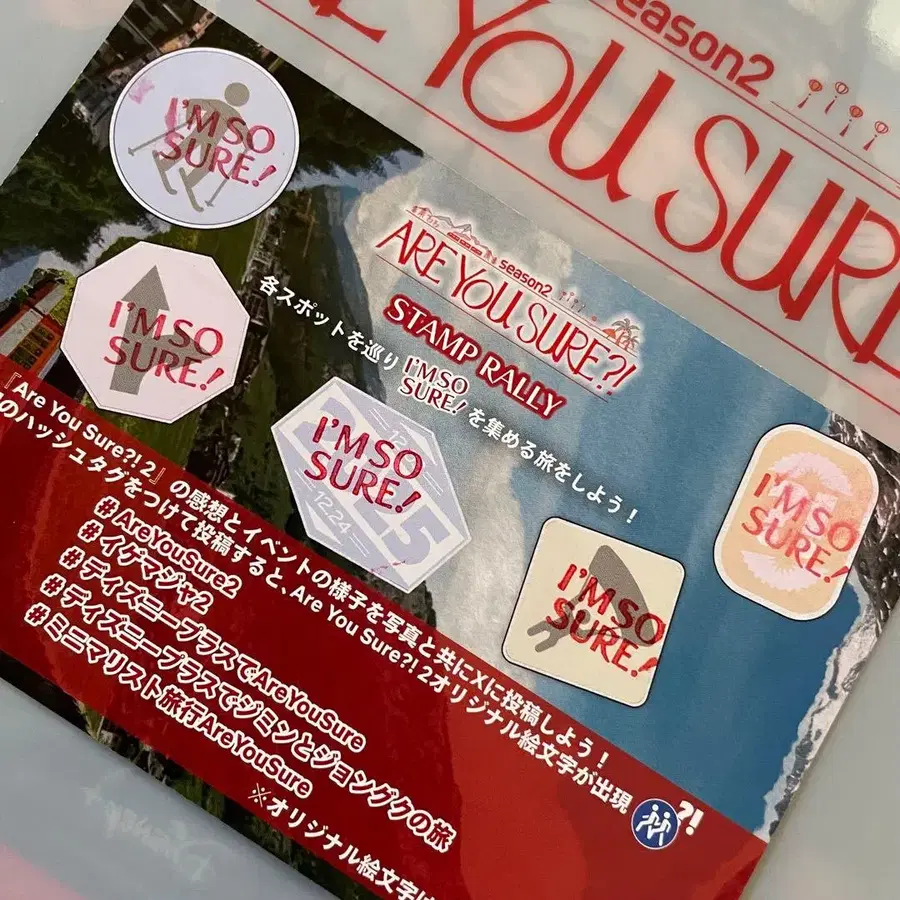 season2
E YOU SURE
I'M SO
SURE!
I'M SO
SURE!
season2
ARE YOU SURE?!
STAMP RALLY
各スポットを巡り I'M SO SURE! を集める旅をしよう！
I'M SO
SURE!
12.24
I'M SO
SURE!
I'M SO
SURE!
『Are You Sure?! 2』の感想とイベントの様子を写真と共にXに投稿しよう！
のハッシュタグをつけて投稿すると、Are You Sure?! 2オリジナル絵文字が出現 ?!
#AreYouSure2
#イゲマジャ2
#ディズニープラスでAreYouSure
#ディズニープラスでジミンとジョングクの旅
#ミニマリスト旅行AreYouSure
※オリジナル絵文字は